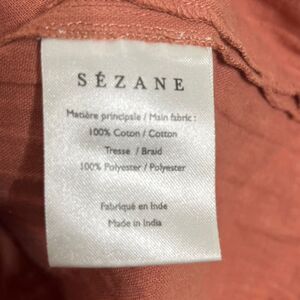 SÉZANE
Matière principale / Main fabric :
100% Coton / Cotton
Tresse / Braid
100% Polyester / Polyester
Fabriqué en Inde
Made in India